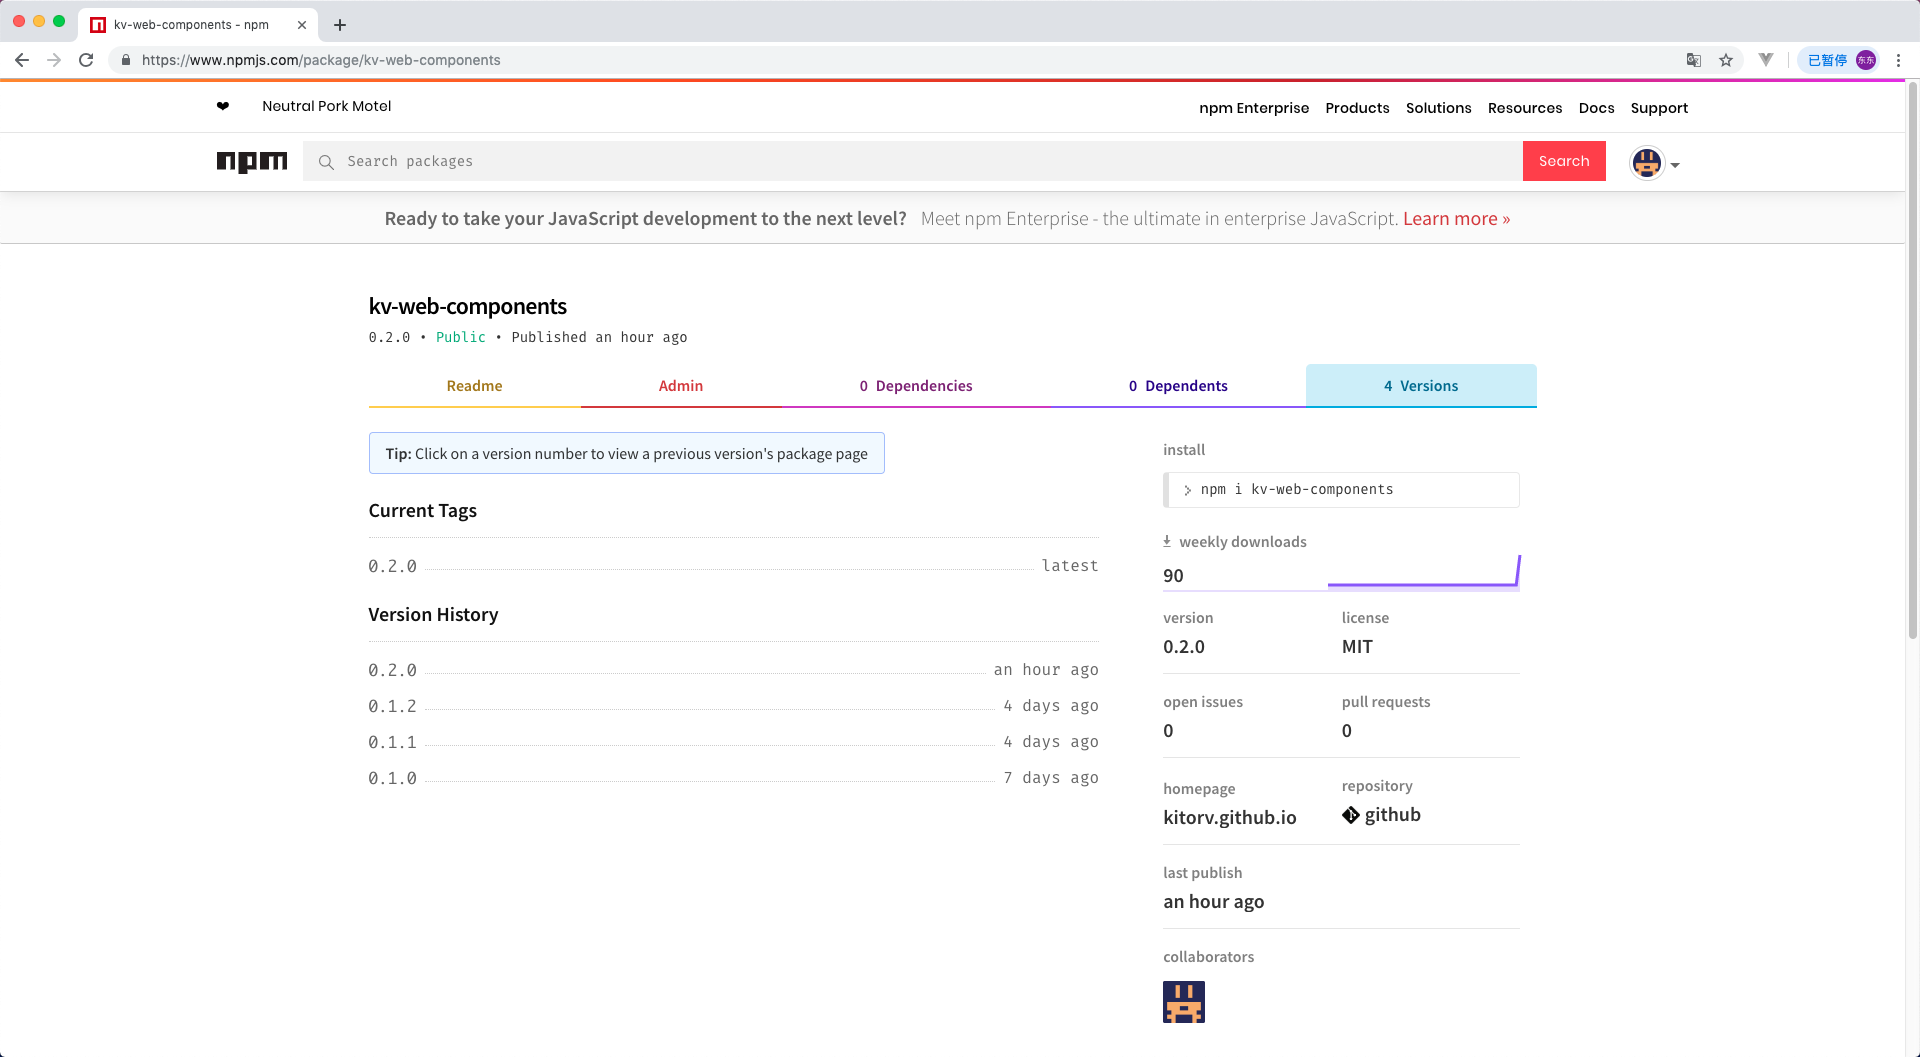 kv-web-components - npm
https://www.npmjs.com/package/kv-web-components
已暂停 东东
❤ Neutral Pork Motel
npm Enterprise Products Solutions Resources Docs Support
npm Search packages Search
Ready to take your JavaScript development to the next level? Meet npm Enterprise - the ultimate in enterprise JavaScript. Learn more »
kv-web-components
0.2.0 • Public • Published an hour ago
Readme Admin 0 Dependencies 0 Dependents 4 Versions
Tip: Click on a version number to view a previous version's package page
Current Tags
0.2.0 latest
Version History
0.2.0 an hour ago
0.1.2 4 days ago
0.1.1 4 days ago
0.1.0 7 days ago
install
npm i kv-web-components
weekly downloads
90
version license
0.2.0 MIT
open issues pull requests
0 0
homepage repository
kitorv.github.io github
last publish
an hour ago
collaborators